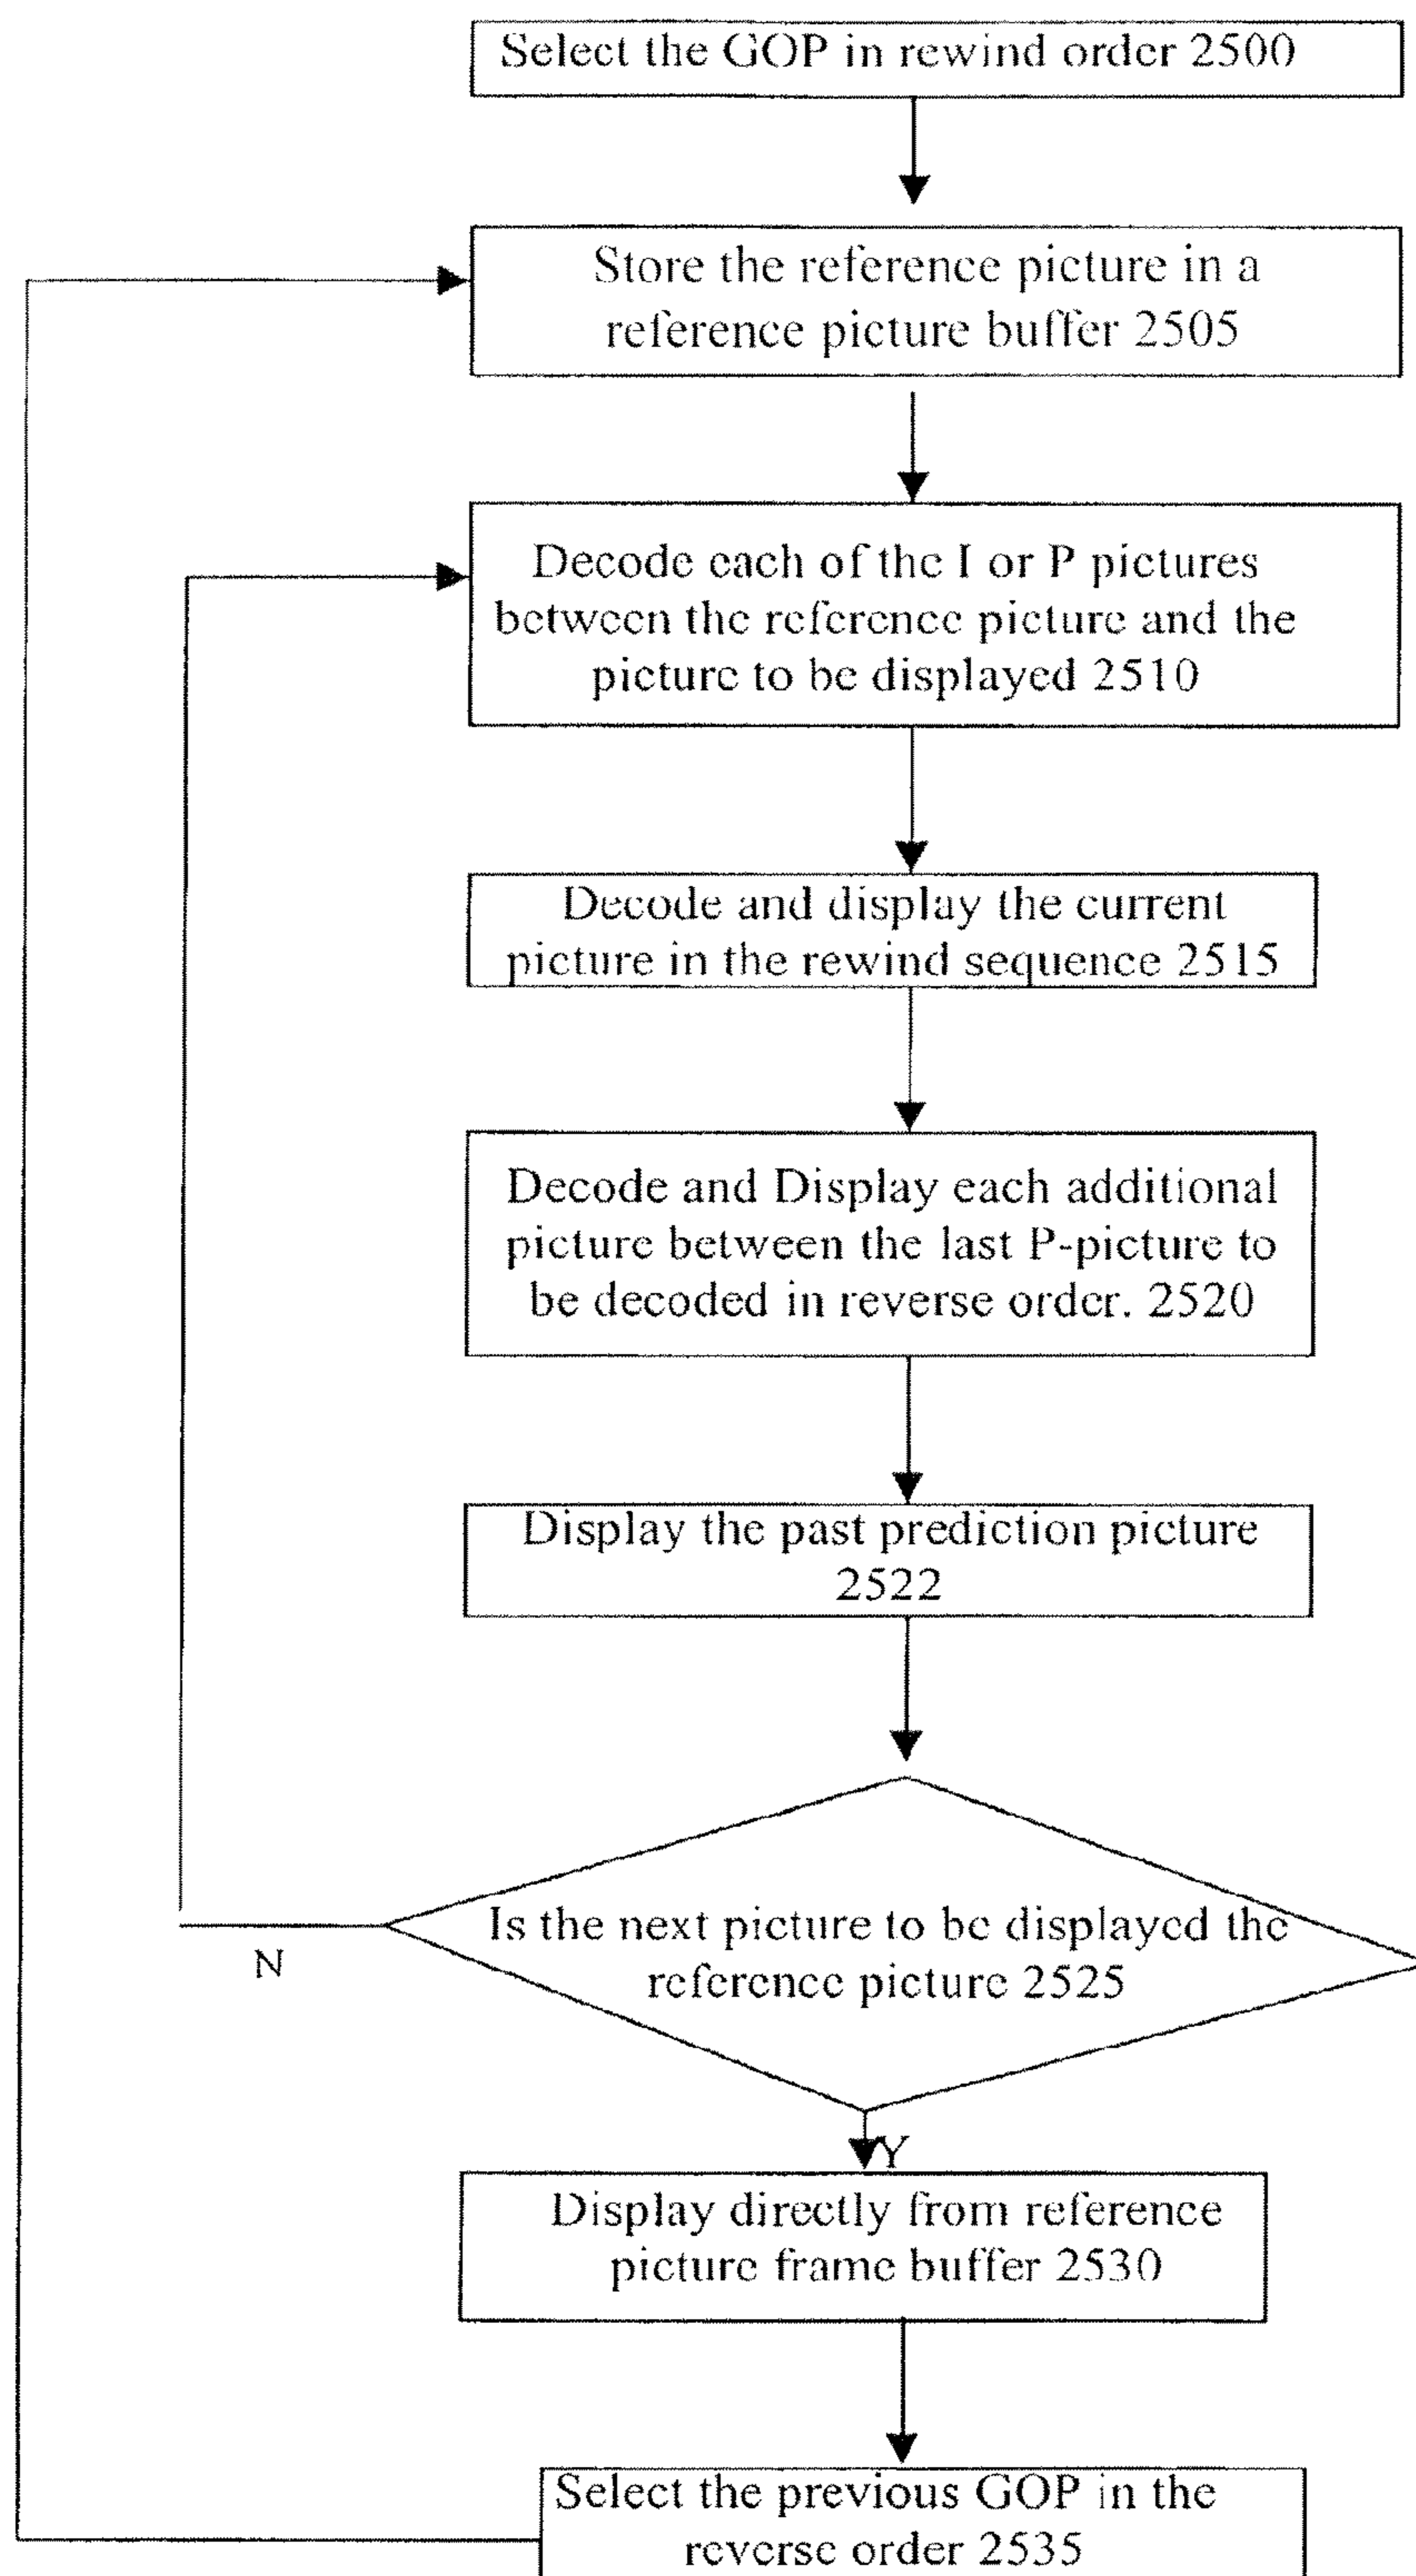 Select the GOP in rewind order 2500
Store the reference picture in a
reference picture buffer 2505
Decode each of the I or P pictures
between the reference picture and the
picture to be displayed 2510
Decode and display the current
picture in the rewind sequence 2515
Decode and Display each additional
picture between the last P-picture to
be decoded in reverse order. 2520
Display the past prediction picture
2522
Is the next picture to be displayed the
reference picture 2525
N
Y
Display directly from reference
picture frame buffer 2530
Select the previous GOP in the
reverse order 2535